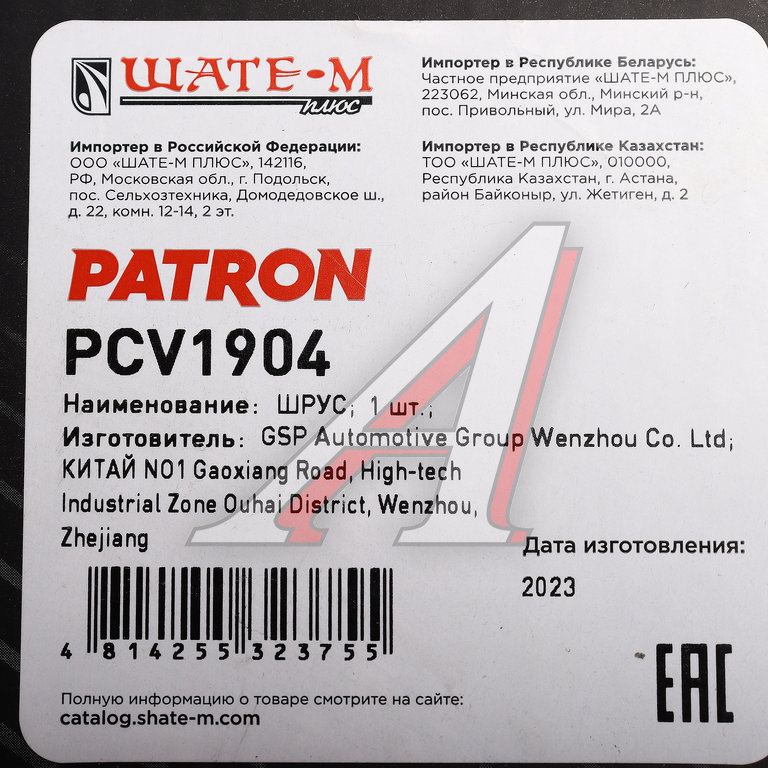 ШАТЕ-М
плюс
Импортер в Российской Федерации:
ООО «ШАТЕ-М ПЛЮС», 142116,
РФ, Московская обл., г. Подольск,
пос. Сельхозтехника, Домодедовское ш.,
д. 22, комн. 12-14, 2 эт.
Импортер в Республике Беларусь:
Частное предприятие «ШАТЕ-М ПЛЮС»,
223062, Минская обл., Минский р-н,
пос. Привольный, ул. Мира, 2А
Импортер в Республике Казахстан:
ТОО «ШАТЕ-М ПЛЮС», 010000,
Республика Казахстан, г. Астана,
район Байконыр, ул. Жетиген, д. 2
PATRON
PCV1904
Наименование: ШРУС; 1 шт.;
Изготовитель: GSP Automotive Group Wenzhou Co. Ltd;
КИТАЙ NO1 Gaoxiang Road, High-tech
Industrial Zone Ouhai District, Wenzhou,
Zhejiang
Дата изготовления:
2023
4 814255 323755
EAC
Полную информацию о товаре смотрите на сайте:
catalog.shate-m.com